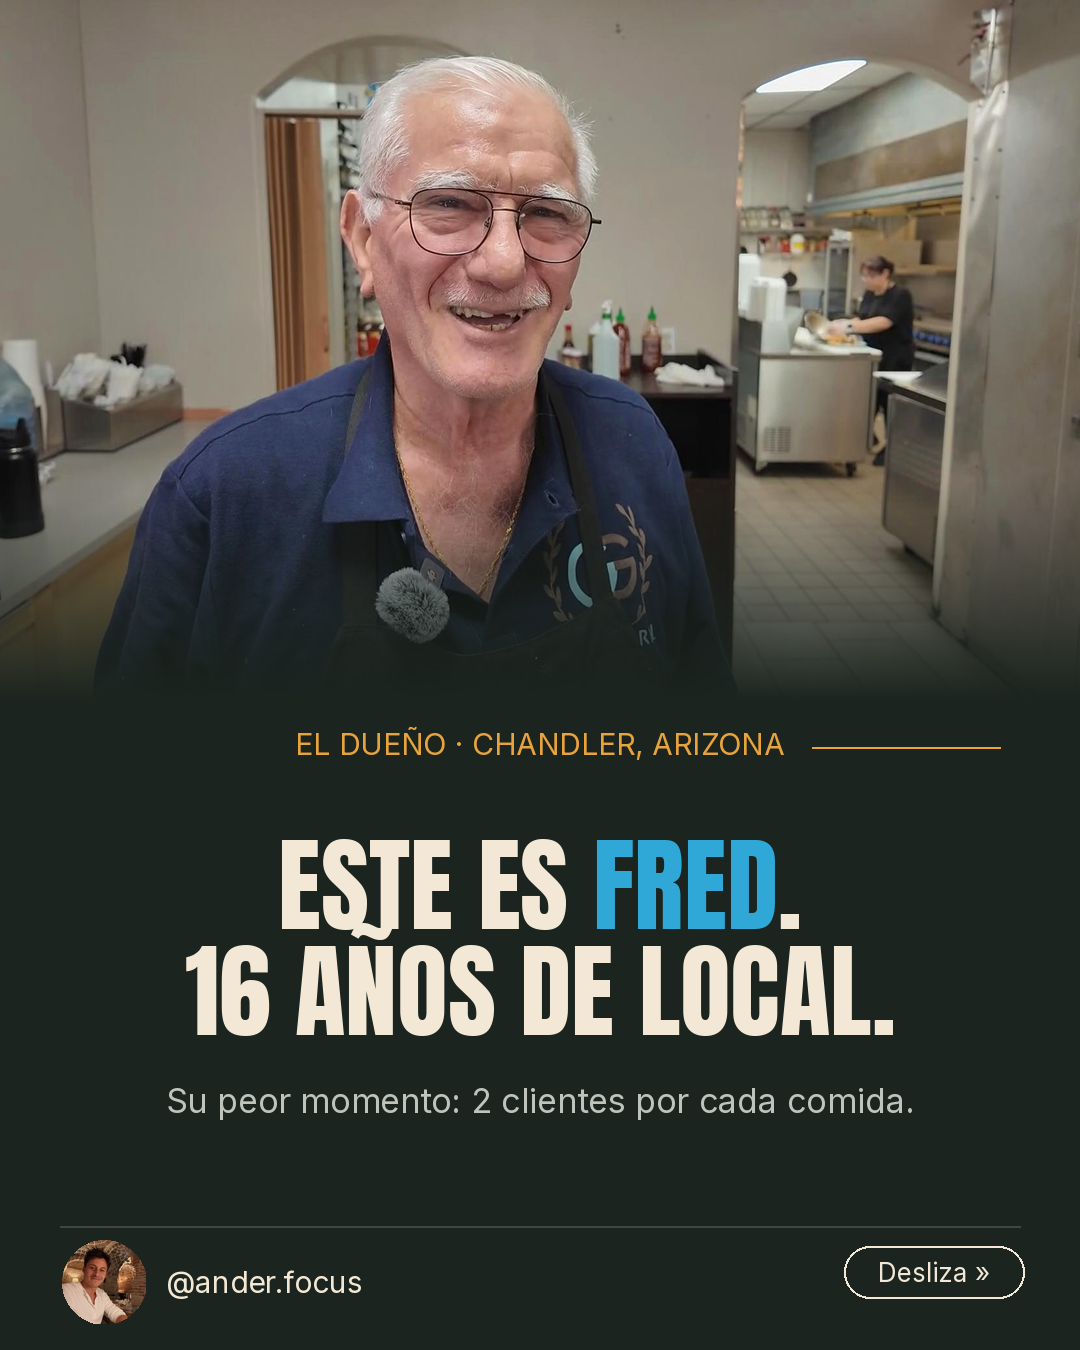 G
EL DUEÑO · CHANDLER, ARIZONA
ESTE ES FRED.
16 AÑOS DE LOCAL.
Su peor momento: 2 clientes por cada comida.
@ander.focus
Desliza »